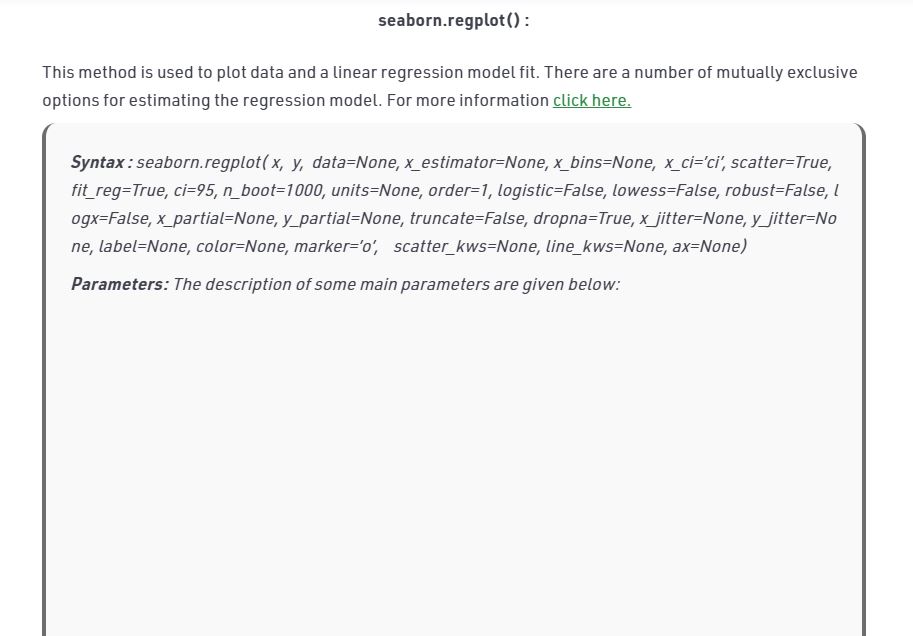 seaborn.regplot() :
This method is used to plot data and a linear regression model fit. There are a number of mutually exclusive
options for estimating the regression model. For more information click here.
Syntax : seaborn.regplot( x,  y,  data=None, x_estimator=None, x_bins=None,  x_ci=’ci’, scatter=True,
fit_reg=True, ci=95, n_boot=1000, units=None, order=1, logistic=False, lowess=False, robust=False, l
ogx=False, x_partial=None, y_partial=None, truncate=False, dropna=True, x_jitter=None, y_jitter=No
ne, label=None, color=None, marker=’o’,   scatter_kws=None, line_kws=None, ax=None)
Parameters: The description of some main parameters are given below: